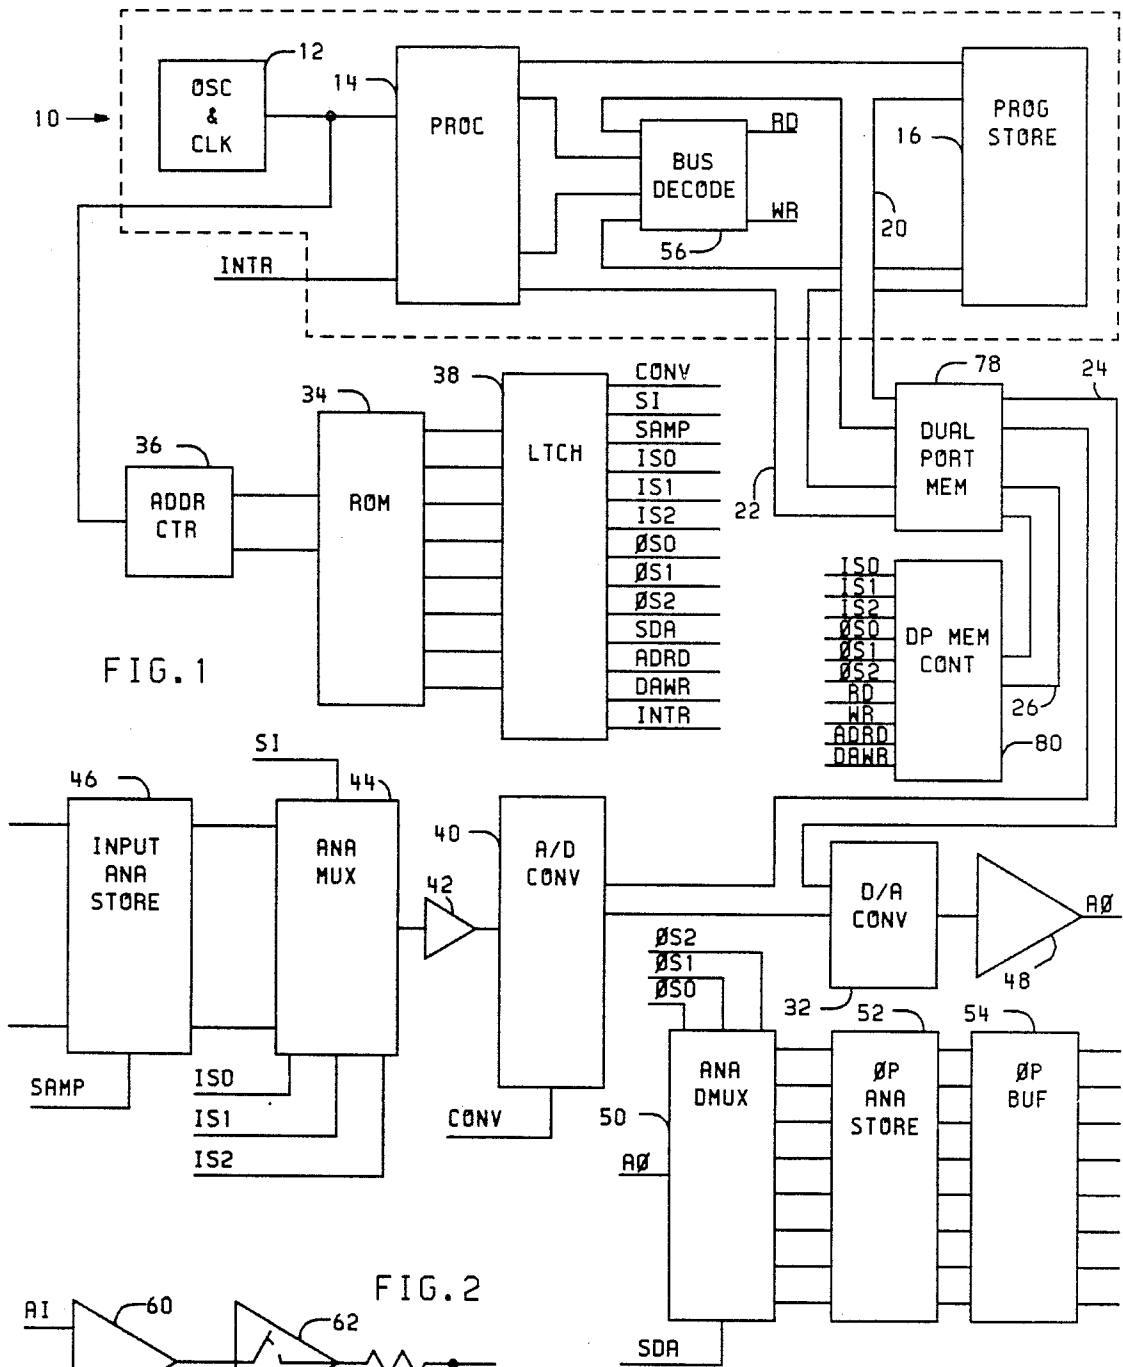 10
12
ØSC
&
CLK
14
PROC
RD
BUS
DECODE
WR
56
16
PROG
STORE
20
INTR
38
34
36
ADDR
CTR
ROM
LTCH
CONV
SI
SAMP
IS0
IS1
IS2
ØS0
ØS1
ØS2
SDA
ADRD
DAWR
INTR
22
78
24
DUAL
PORT
MEM
IS0
IS1
IS2
ØS0
ØS1
ØS2
RD
WR
ADRD
DAWR
DP MEM
CONT
26
80
FIG.1
SI
46
INPUT
ANA
STORE
SAMP
44
ANA
MUX
IS0
IS1
IS2
42
40
A/D
CONV
CONV
D/A
CONV
32
48
AØ
ØS2
ØS1
ØS0
50
ANA
DMUX
AØ
SDA
52
ØP
ANA
STORE
54
ØP
BUF
FIG.2
AI
60
62